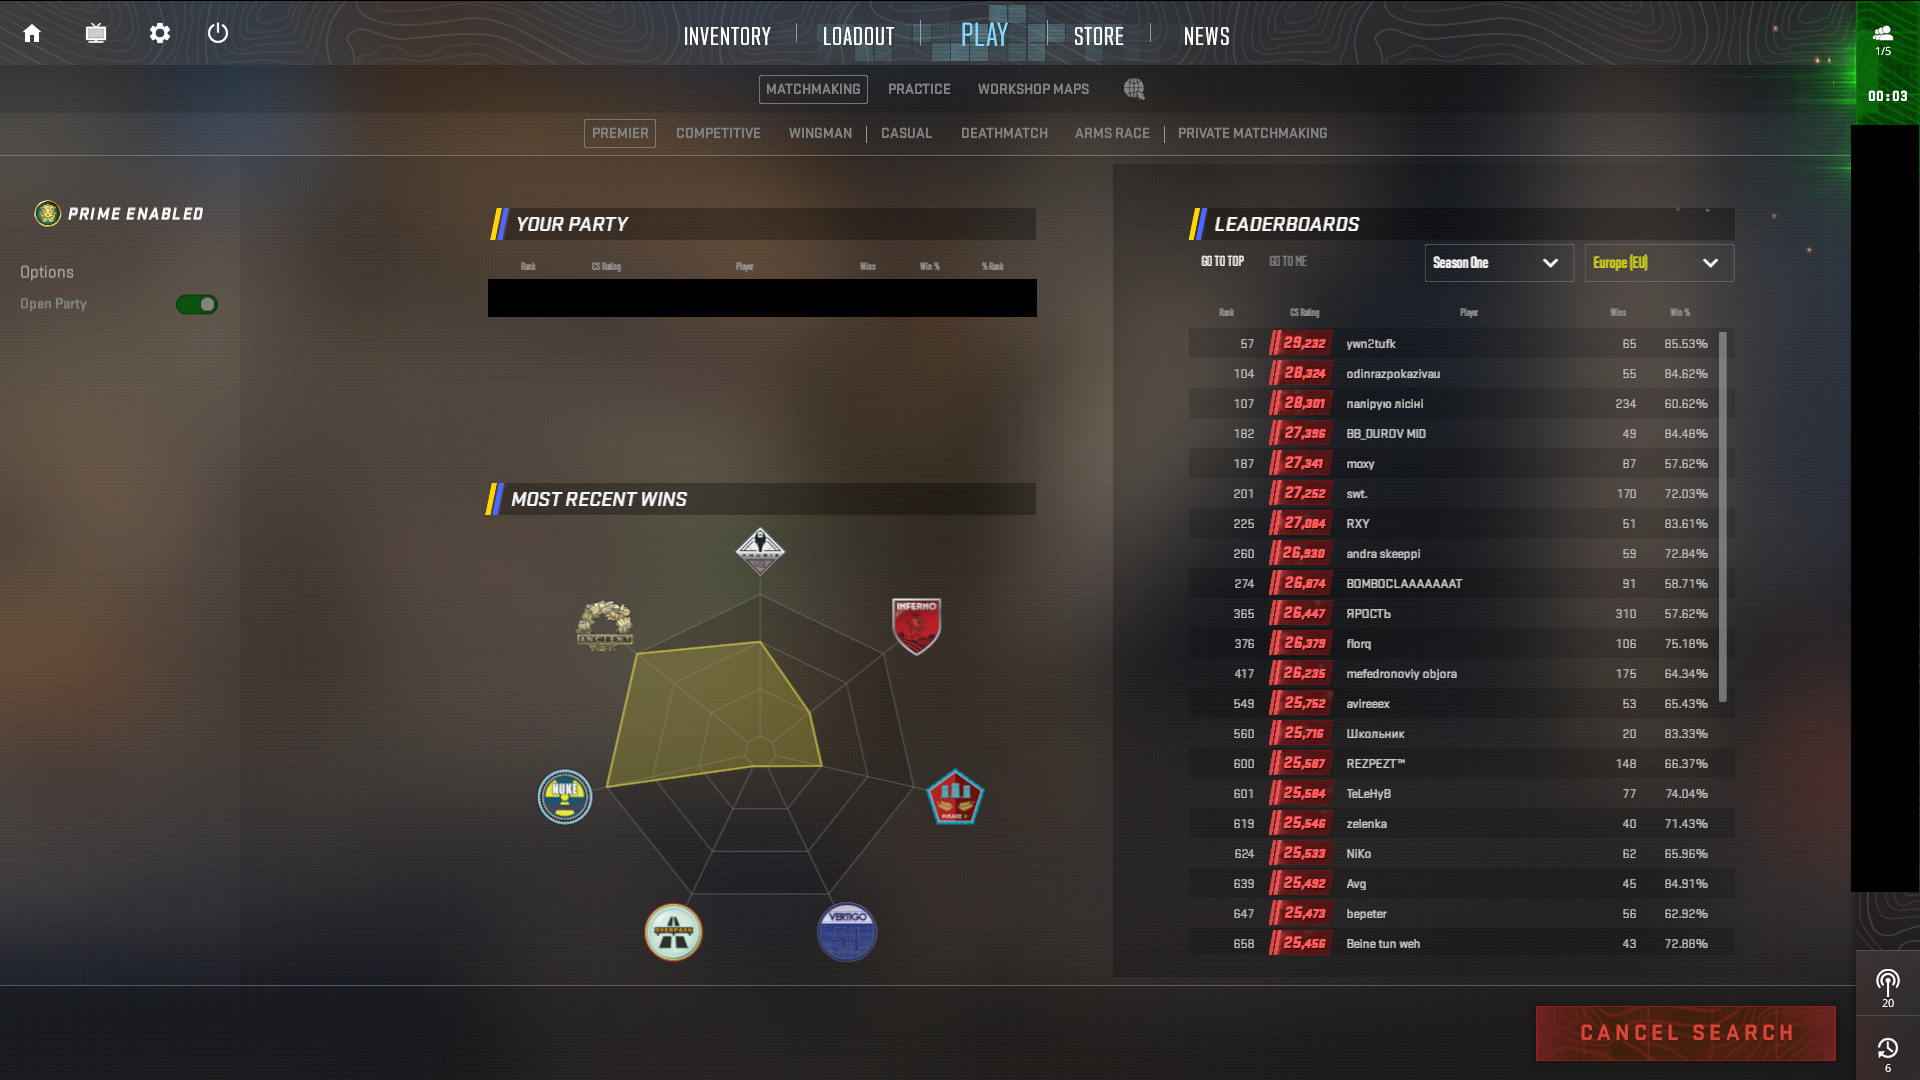 INVENTORY LOADOUT PLAY STORE NEWS
1/5
00:03
MATCHMAKING PRACTICE WORKSHOP MAPS
PREMIER COMPETITIVE WINGMAN CASUAL DEATHMATCH ARMS RACE PRIVATE MATCHMAKING
PRIME ENABLED
Options
Open Party
YOUR PARTY
Rank CS Rating Player Wins Win % % Rank
MOST RECENT WINS
ANUBIS
INFERNO
ANCIENT
NUKE
MIRAGE
OVERPASS
VERTIGO
51
LEADERBOARDS
GO TO TOP GO TO ME Season One Europe (EU)
Rank CS Rating Player Wins Win %
57 29,232 ywn2tufk 65 85.53%
104 28,324 odinrazpokazivau 55 84.62%
107 28,301 папірую лісіні 234 60.62%
182 27,396 BB_DUROV MID 49 84.48%
187 27,341 moxy 87 57.62%
201 27,252 swt. 170 72.03%
225 27,084 RXY 51 83.61%
260 26,930 andra skeeppi 59 72.84%
274 26,874 BOMBOCLAAAAAAAT 91 58.71%
365 26,447 ЯРОСТЬ 310 57.62%
376 26,379 florq 106 75.18%
417 26,235 mefedronoviy objora 175 64.34%
549 25,752 avireeex 53 65.43%
560 25,716 Школьник 20 83.33%
600 25,587 REZPEZT™ 148 66.37%
601 25,584 TeLeHyB 77 74.04%
619 25,546 zelenka 40 71.43%
624 25,533 NiKo 62 65.96%
639 25,492 Avg 45 84.91%
647 25,473 bepeter 56 62.92%
658 25,456 Beine tun weh 43 72.88%
20
CANCEL SEARCH
6